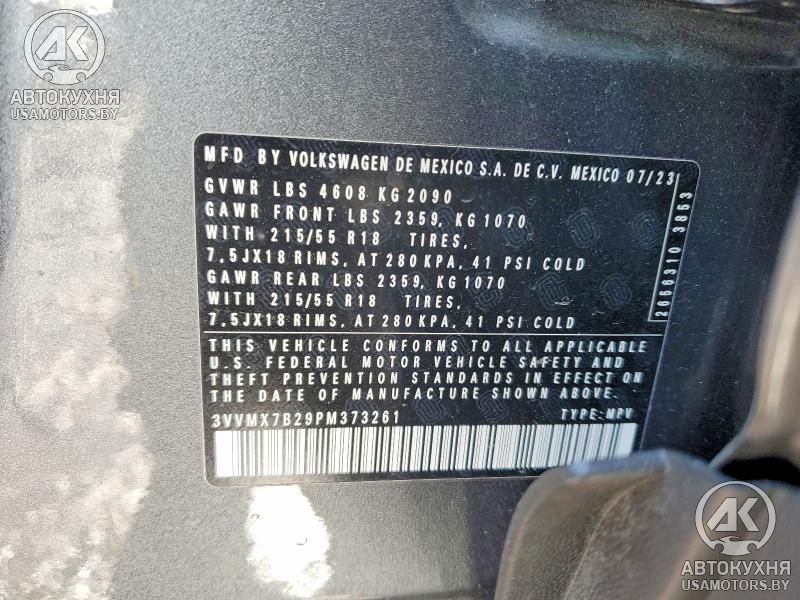 AK
АВТОКУХНЯ
USAMOTORS.BY
MFD BY VOLKSWAGEN DE MEXICO S.A. DE C.V. MEXICO 07/23
GVWR LBS 4608 KG 2090
GAWR FRONT LBS 2359, KG 1070
WITH 215/55 R18 TIRES,
7,5JX18 RIMS, AT 280 KPA, 41 PSI COLD
GAWR REAR LBS 2359, KG 1070
WITH 215/55 R18 TIRES,
7,5JX18 RIMS, AT 280 KPA, 41 PSI COLD
2656310 3853
THIS VEHICLE CONFORMS TO ALL APPLICABLE
U.S. FEDERAL MOTOR VEHICLE SAFETY AND
THEFT PREVENTION STANDARDS IN EFFECT ON
THE DATE OF MANUFACTURE SHOWN ABOVE.
3VVMX7B29PM373261 TYPE: MPV
AK
АВТОКУХНЯ
USAMOTORS.BY